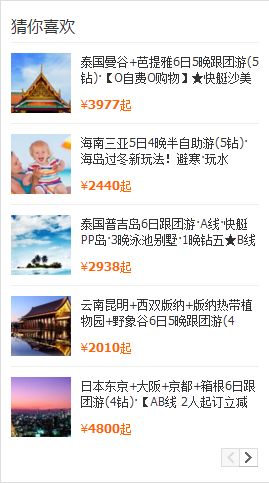 猜你喜欢
泰国曼谷+芭提雅6日5晚跟团游(5
钻)·【O自费O购物】★快艇沙美
¥3977起
海南三亚5日4晚半自助游(5钻)·
海岛过冬新玩法！避寒·玩水
¥2440起
泰国普吉岛6日跟团游·A线·快艇
PP岛·3晚泳池别墅·1晚钻五★B线
¥2938起
云南昆明+西双版纳+版纳热带植
物园+野象谷6日5晚跟团游(4
¥2010起
日本东京+大阪+京都+箱根6日跟
团游(4钻)·【AB线 2人起订立减
¥4800起